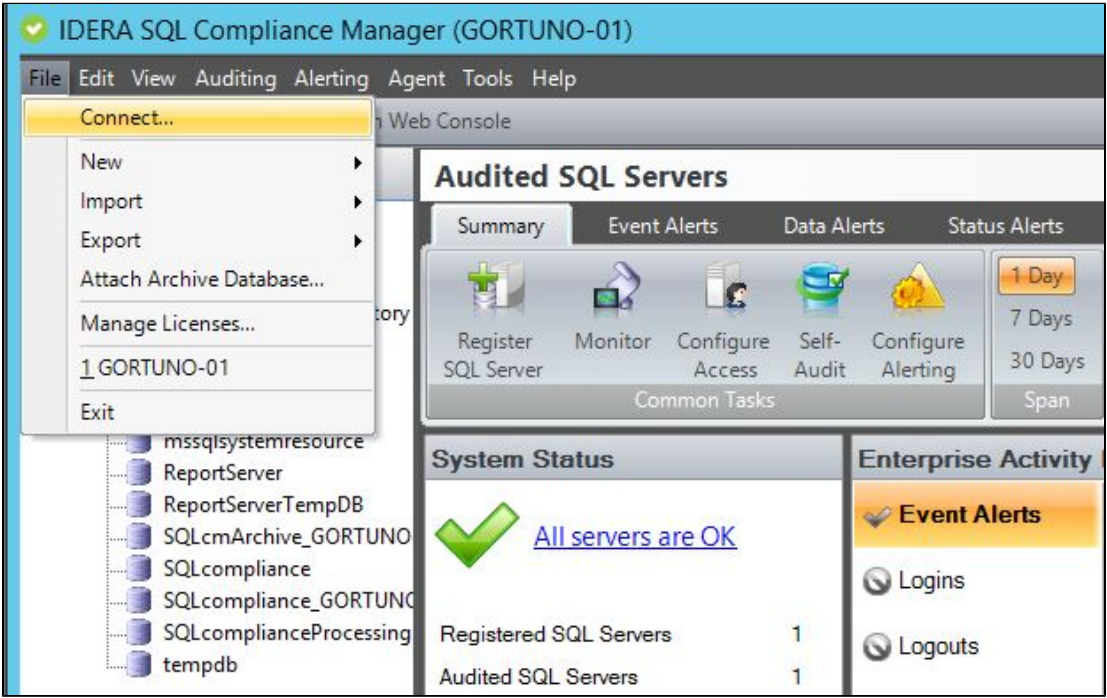 IDERA SQL Compliance Manager (GORTUNO-01)
File Edit View Auditing Alerting Agent Tools Help
Connect...
Web Console
New
Import
Export
Attach Archive Database...
Manage Licenses...
1 GORTUNO-01
Exit
Audited SQL Servers
Summary Event Alerts Data Alerts Status Alerts
Register SQL Server
Monitor
Configure Access
Self-Audit
Configure Alerting
Common Tasks
1 Day
7 Days
30 Days
Span
mssqlsystemresource
ReportServer
ReportServerTempDB
SQLcmArchive_GORTUNO
SQLcompliance
SQLcompliance_GORTUNO
SQLcomplianceProcessing
tempdb
System Status
All servers are OK
Registered SQL Servers 1
Audited SQL Servers 1
Enterprise Activity
Event Alerts
Logins
Logouts